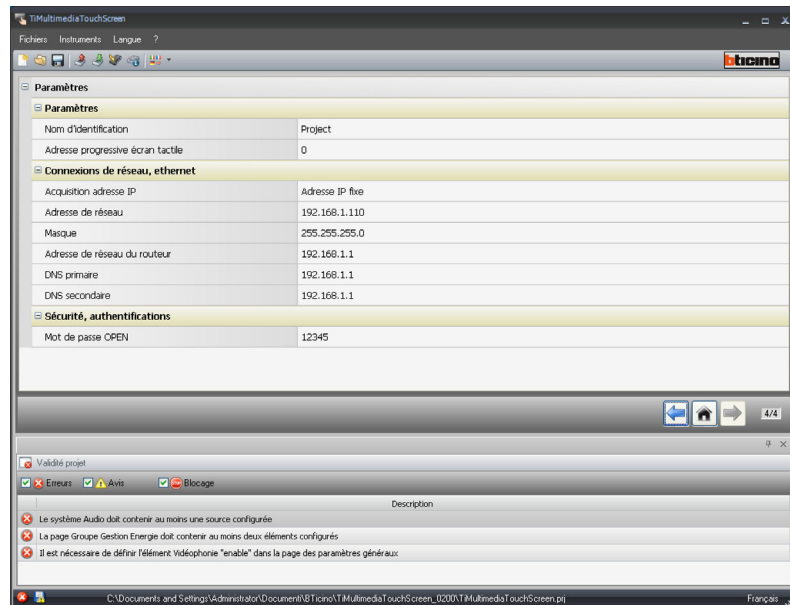 TiMultimediaTouchScreen
Fichiers Instruments Langue ?
bticino
Paramètres
Paramètres
Nom d'identification Project
Adresse progressive écran tactile 0
Connexions de réseau, ethernet
Acquisition adresse IP Adresse IP fixe
Adresse de réseau 192.168.1.110
Masque 255.255.255.0
Adresse de réseau du routeur 192.168.1.1
DNS primaire 192.168.1.1
DNS secondaire 192.168.1.1
Sécurité, authentifications
Mot de passe OPEN 12345
4/4
Validité projet
Erreurs Avis Blocage
Description
Le système Audio doit contenir au moins une source configurée
La page Groupe Gestion Energie doit contenir au moins deux éléments configurés
Il est nécessaire de définir l'élément Vidéophonie "enable" dans la page des paramètres généraux
C:\Documents and Settings\Administrator\Documenti\BTicino\TiMultimediaTouchScreen_0200\TiMultimediaTouchScreen.prj Français